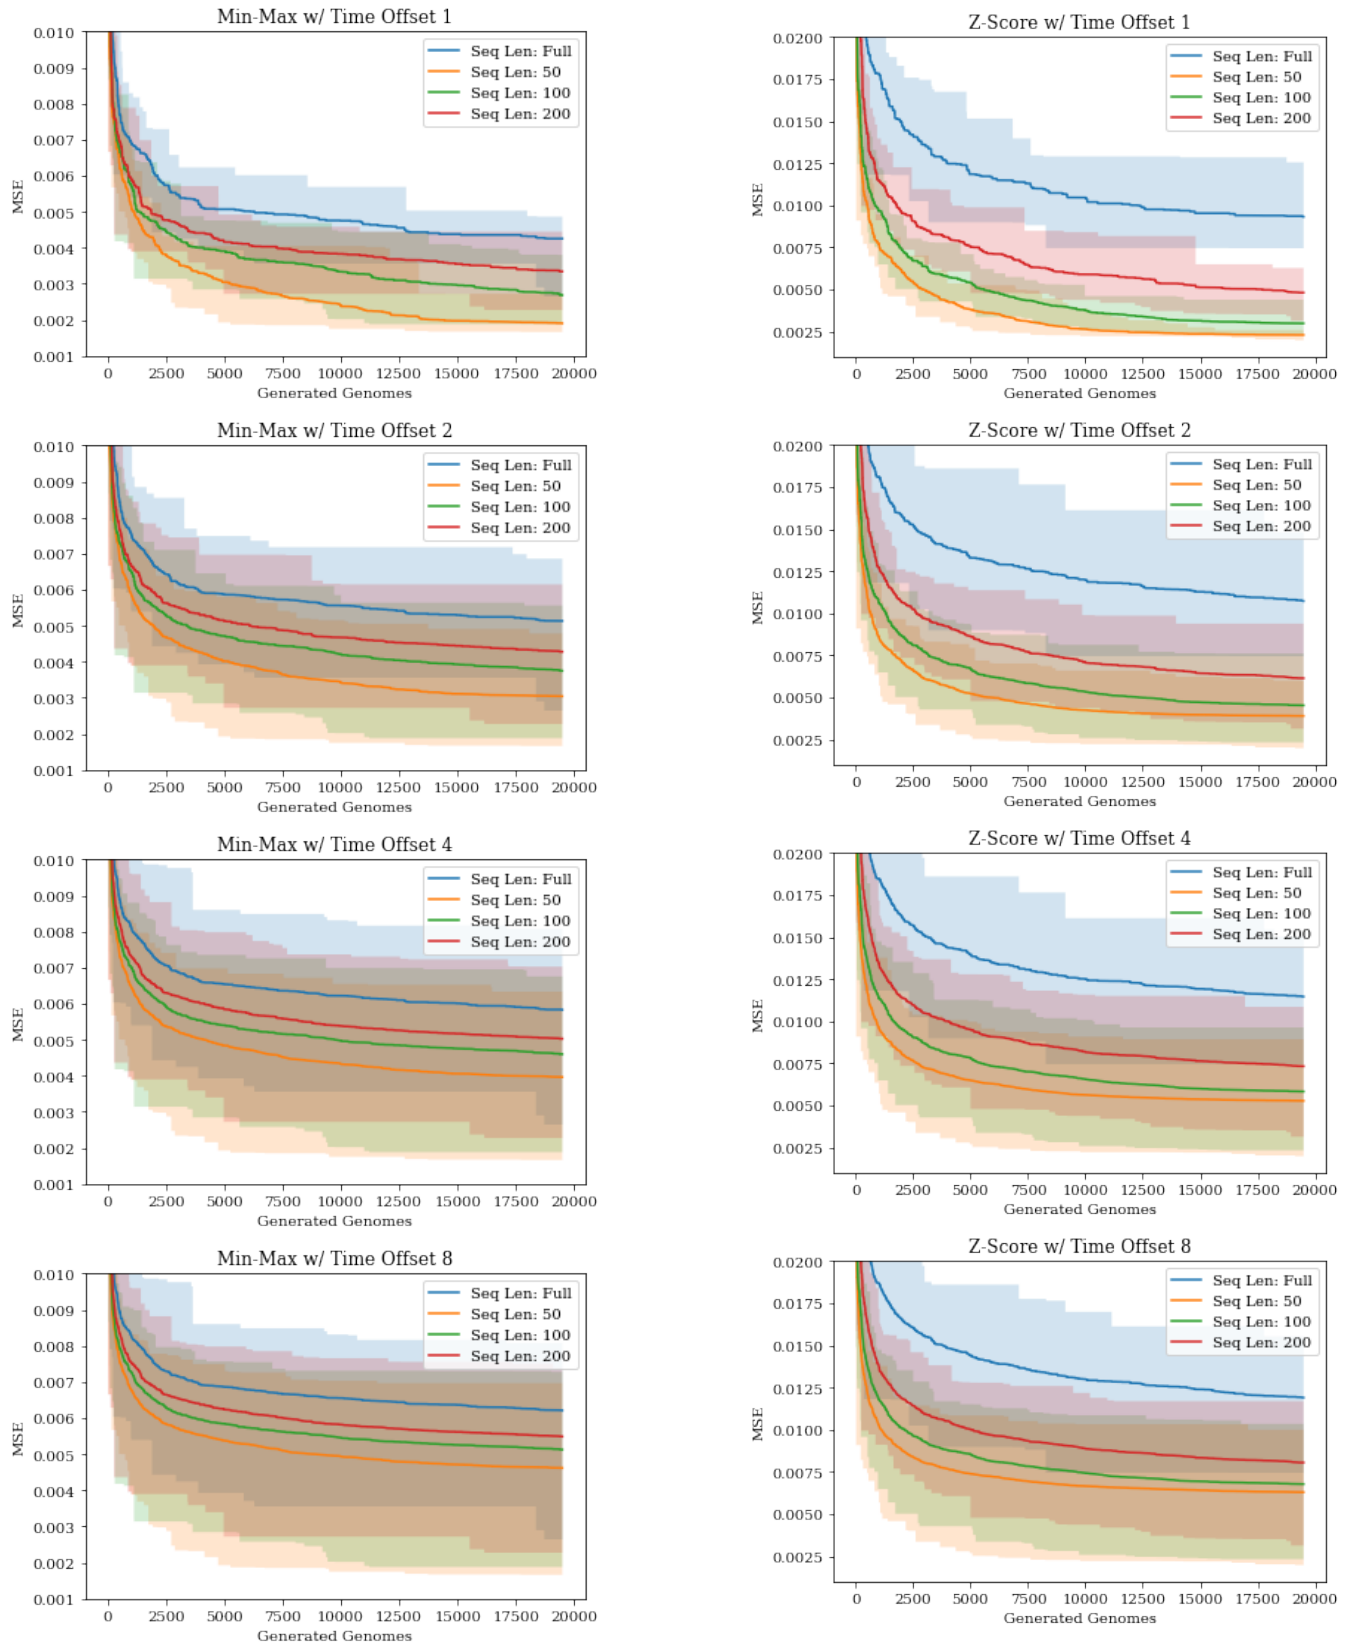 Min-Max w/ Time Offset 1
0.010
0.009
0.008
0.007
0.006
0.005
0.004
0.003
0.002
0.001
MSE
Seq Len: Full
Seq Len: 50
Seq Len: 100
Seq Len: 200
0 2500 5000 7500 10000 12500 15000 17500 20000
Generated Genomes
Z-Score w/ Time Offset 1
0.0200
0.0175
0.0150
0.0125
0.0100
0.0075
0.0050
0.0025
MSE
Seq Len: Full
Seq Len: 50
Seq Len: 100
Seq Len: 200
0 2500 5000 7500 10000 12500 15000 17500 20000
Generated Genomes
Min-Max w/ Time Offset 2
0.010
0.009
0.008
0.007
0.006
0.005
0.004
0.003
0.002
0.001
MSE
Seq Len: Full
Seq Len: 50
Seq Len: 100
Seq Len: 200
0 2500 5000 7500 10000 12500 15000 17500 20000
Generated Genomes
Z-Score w/ Time Offset 2
0.0200
0.0175
0.0150
0.0125
0.0100
0.0075
0.0050
0.0025
MSE
Seq Len: Full
Seq Len: 50
Seq Len: 100
Seq Len: 200
0 2500 5000 7500 10000 12500 15000 17500 20000
Generated Genomes
Min-Max w/ Time Offset 4
0.010
0.009
0.008
0.007
0.006
0.005
0.004
0.003
0.002
0.001
MSE
Seq Len: Full
Seq Len: 50
Seq Len: 100
Seq Len: 200
0 2500 5000 7500 10000 12500 15000 17500 20000
Generated Genomes
Z-Score w/ Time Offset 4
0.0200
0.0175
0.0150
0.0125
0.0100
0.0075
0.0050
0.0025
MSE
Seq Len: Full
Seq Len: 50
Seq Len: 100
Seq Len: 200
0 2500 5000 7500 10000 12500 15000 17500 20000
Generated Genomes
Min-Max w/ Time Offset 8
0.010
0.009
0.008
0.007
0.006
0.005
0.004
0.003
0.002
0.001
MSE
Seq Len: Full
Seq Len: 50
Seq Len: 100
Seq Len: 200
0 2500 5000 7500 10000 12500 15000 17500 20000
Generated Genomes
Z-Score w/ Time Offset 8
0.0200
0.0175
0.0150
0.0125
0.0100
0.0075
0.0050
0.0025
MSE
Seq Len: Full
Seq Len: 50
Seq Len: 100
Seq Len: 200
0 2500 5000 7500 10000 12500 15000 17500 20000
Generated Genomes